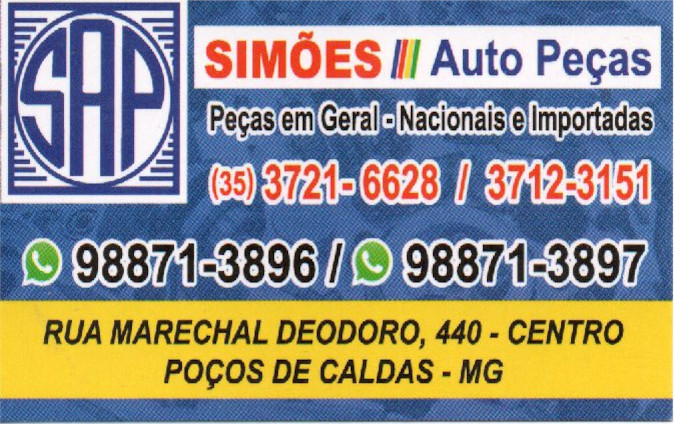 SAP
SIMÕES /// Auto Peças
Peças em Geral - Nacionais e Importadas
(35) 3721-6628 / 3712-3151
98871-3896 / 98871-3897
RUA MARECHAL DEODORO, 440 - CENTRO
POÇOS DE CALDAS - MG